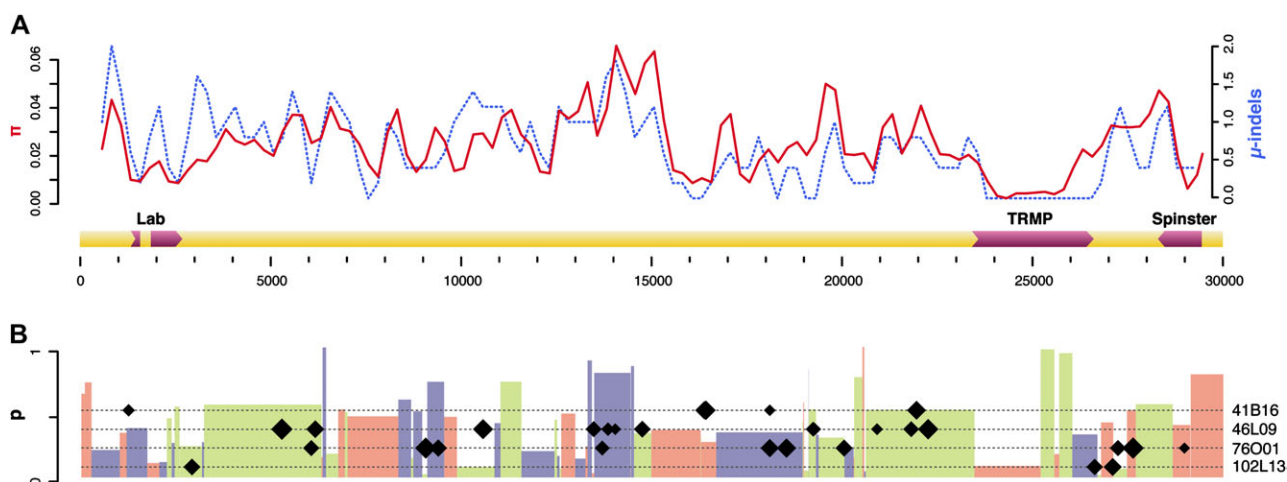 A
0.06
0.04
0.02
0.00
π
2.0
1.5
1.0
0.5
0.0
μ-indels
Lab TRMP Spinster
0 5000 10000 15000 20000 25000 30000
B
1
p
0
41B16
46L09
76O01
102L13